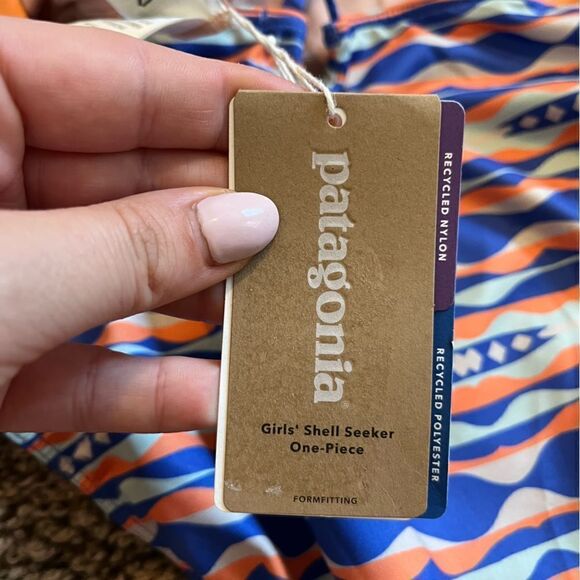 patagonia®
Girls' Shell Seeker
One-Piece
FORMFITTING
RECYCLED NYLON
RECYCLED POLYESTER